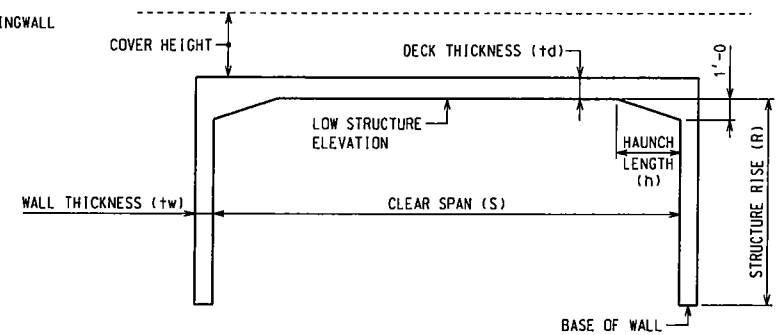 INGWALL
COVER HEIGHT
DECK THICKNESS (td)
1'-0
LOW STRUCTURE
ELEVATION
HAUNCH
LENGTH
(h)
STRUCTURE RISE (R)
WALL THICKNESS (tw)
CLEAR SPAN (S)
BASE OF WALL